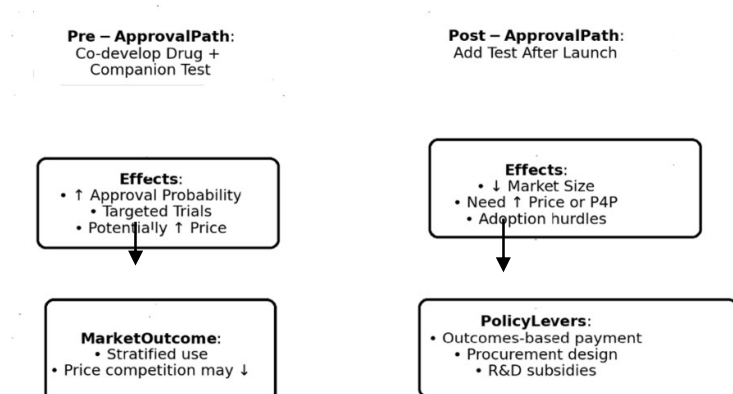 Pre – ApprovalPath:
Co-develop Drug +
Companion Test
Effects:
• ↑ Approval Probability
• Targeted Trials
• Potentially ↑ Price
MarketOutcome:
• Stratified use
• Price competition may ↓
Post – ApprovalPath:
Add Test After Launch
Effects:
• ↓ Market Size
• Need ↑ Price or P4P
• Adoption hurdles
PolicyLevers:
• Outcomes-based payment
• Procurement design
• R&D subsidies